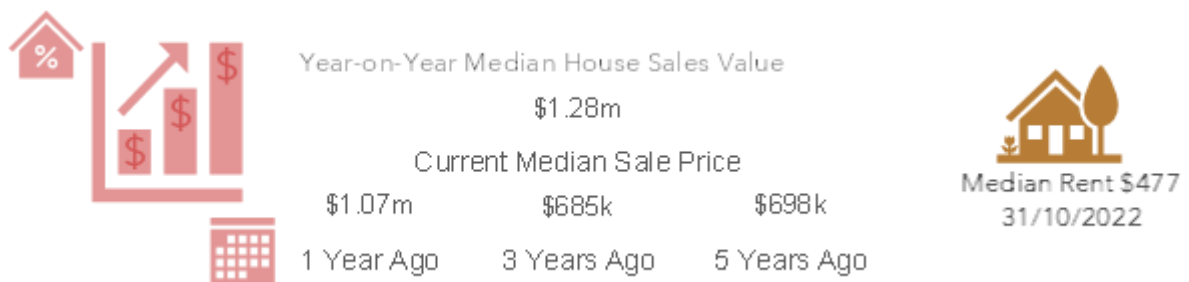 %
$
$
$
Year-on-Year Median House Sales Value
$1.28m
Current Median Sale Price
$1.07m $685k $698k
1 Year Ago 3 Years Ago 5 Years Ago
Median Rent $477
31/10/2022